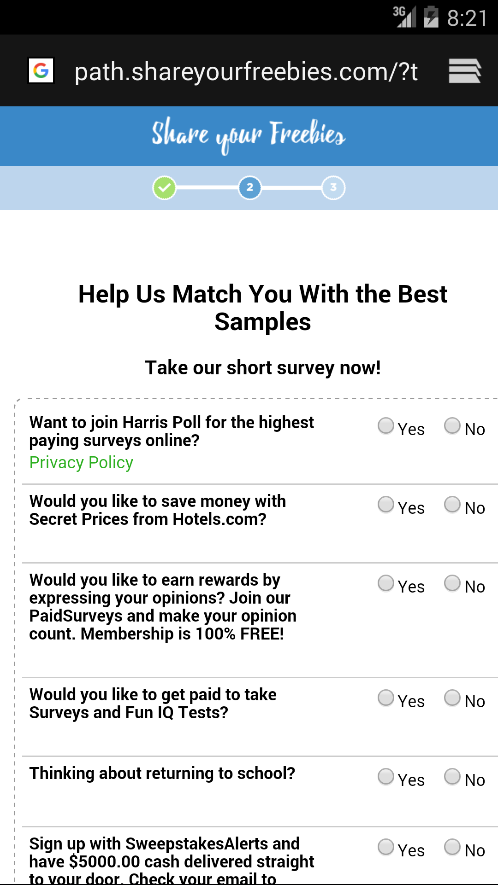 3G 8:21
G path.shareyourfreebies.com/?t
Share your Freebies
2 3
Help Us Match You With the Best
Samples
Take our short survey now!
Want to join Harris Poll for the highest
paying surveys online?
Yes No
Privacy Policy
Would you like to save money with
Secret Prices from Hotels.com?
Yes No
Would you like to earn rewards by
expressing your opinions? Join our
PaidSurveys and make your opinion
count. Membership is 100% FREE!
Yes No
Would you like to get paid to take
Surveys and Fun IQ Tests?
Yes No
Thinking about returning to school?
Yes No
Sign up with SweepstakesAlerts and
have $5000.00 cash delivered straight
to your door. Check your email to
Yes No